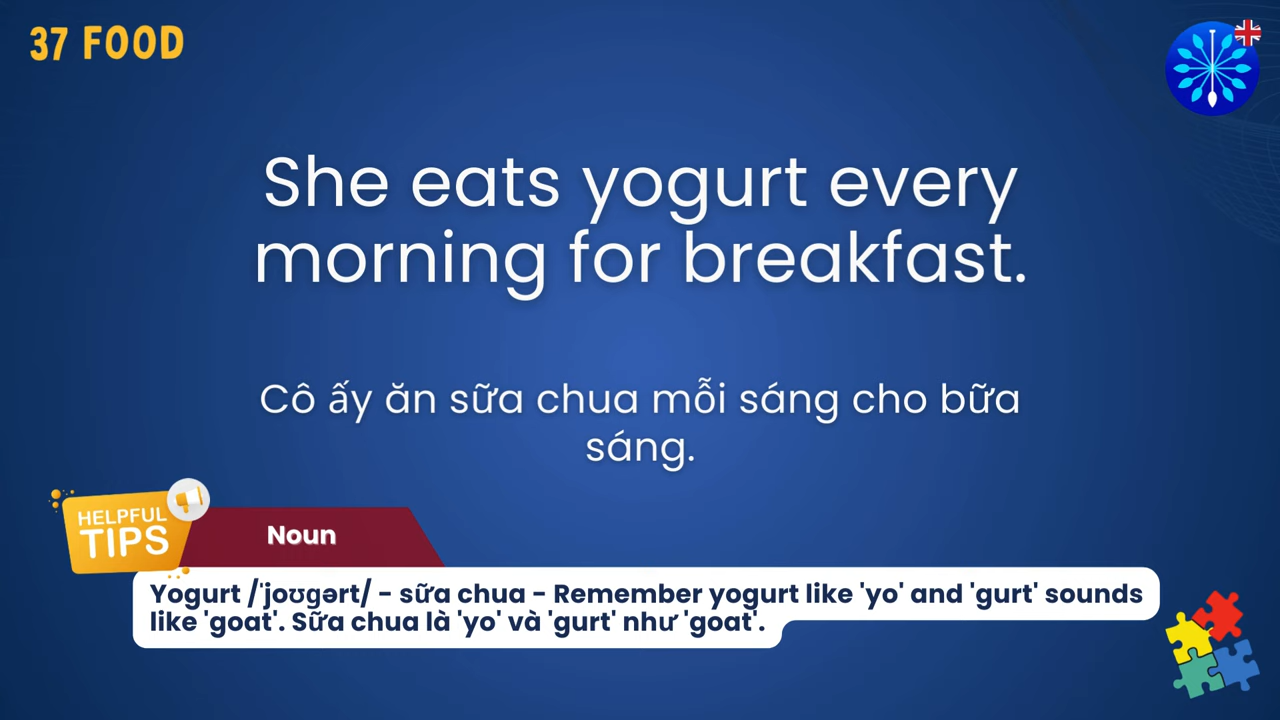 37 FOOD
She eats yogurt every
morning for breakfast.
Cô ấy ăn sữa chua mỗi sáng cho bữa
sáng.
HELPFUL
TIPS
Noun
Yogurt /ˈjoʊɡərt/ - sữa chua - Remember yogurt like 'yo' and 'gurt' sounds
like 'goat'. Sữa chua là 'yo' và 'gurt' như 'goat'.